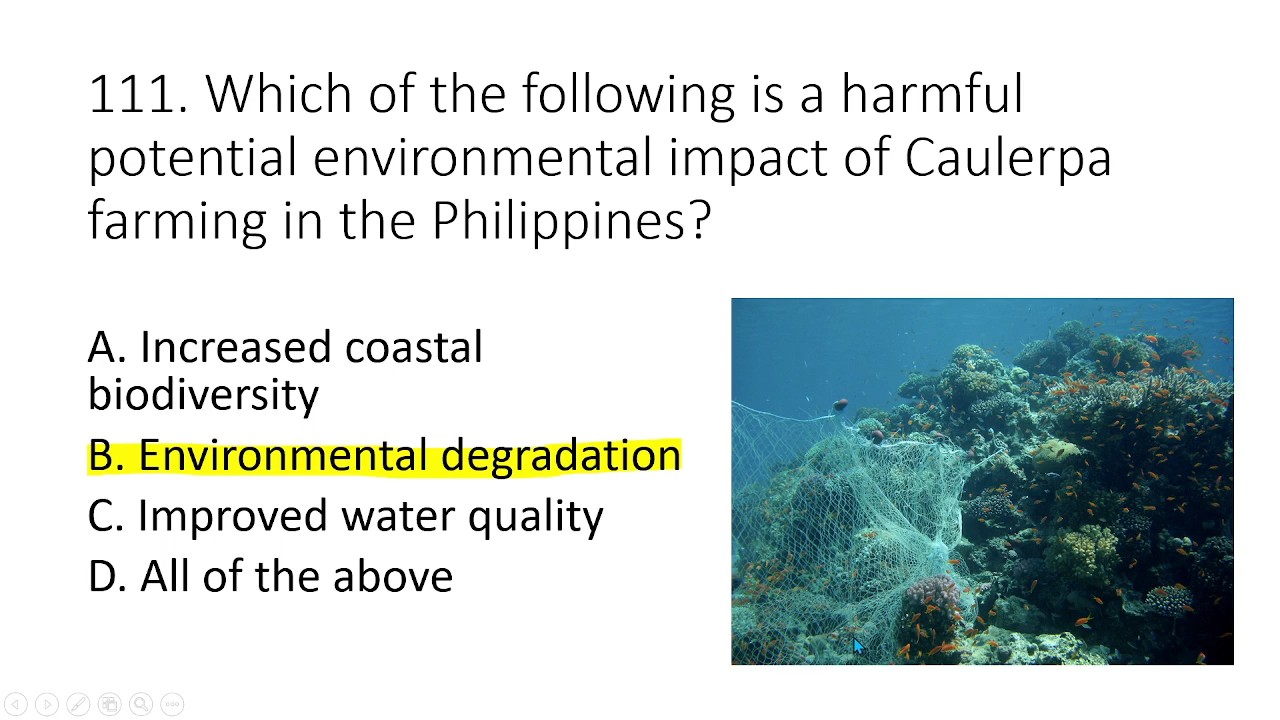 111. Which of the following is a harmful
potential environmental impact of Caulerpa
farming in the Philippines?
A. Increased coastal
biodiversity
B. Environmental degradation
C. Improved water quality
D. All of the above